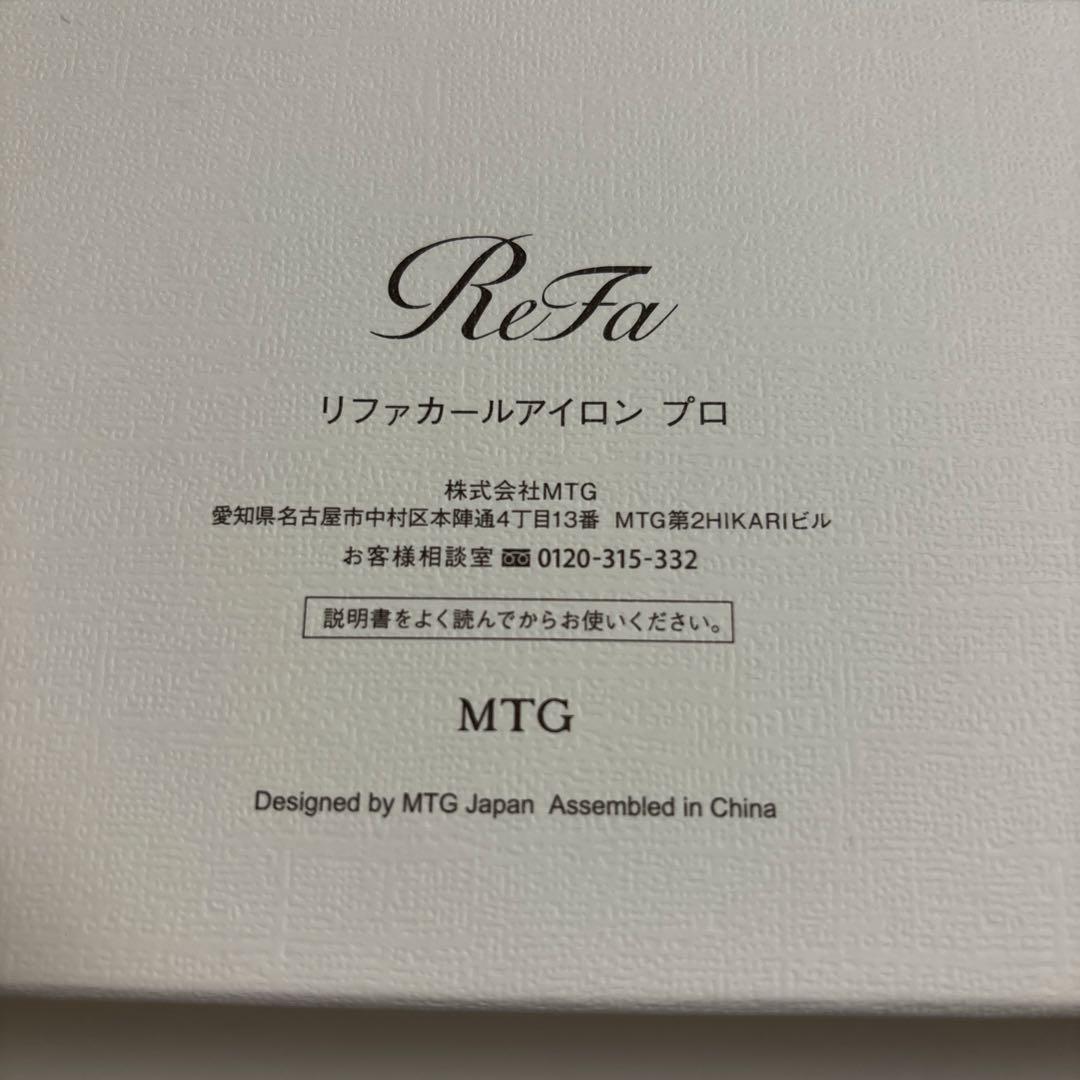 ReFa
リファカールアイロン プロ
株式会社MTG
愛知県名古屋市中村区本陣通4丁目13番 MTG第2HIKARIビル
お客様相談室 0120-315-332
説明書をよく読んでからお使いください。
MTG
Designed by MTG Japan Assembled in China